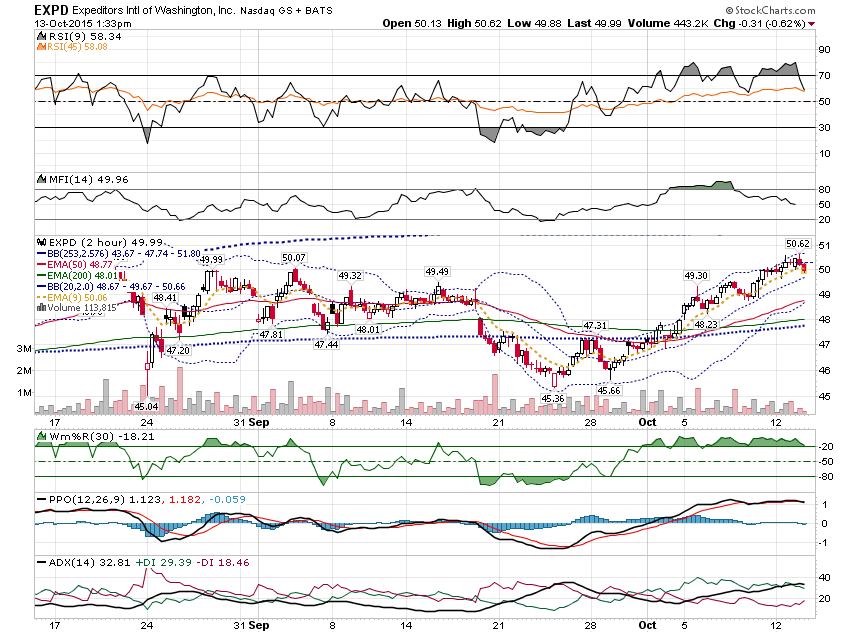 EXPD Expeditors Intl of Washington, Inc. Nasdaq GS + BATS © StockCharts.com
13-Oct-2015 1:33pm Open 50.13 High 50.62 Low 49.88 Last 49.99 Volume 443.2K Chg -0.31 (-0.62%)
RSI(9) 58.34
RSI(45) 58.08
90
70
50
30
10
MFI(14) 49.96
80
50
20
EXPD (2 hour) 49.99
BB(253,2.576) 43.67 - 47.74 - 51.80
EMA(50) 48.77
EMA(200) 48.01
BB(20,2.0) 48.67 - 49.67 - 50.66
EMA(9) 50.06
Volume 113,815
49.99
50.07
49.32
49.49
49.30
50.62
48.41
47.20
45.04
47.81
47.44
48.01
45.36
47.31
45.66
48.23
51
50
49
48
47
46
45
3M
2M
1M
17 24 31 Sep 8 14 21 28 Oct 5 12
Wm%R(30) -18.21
-20
-50
-80
PPO(12,26,9) 1.123, 1.182, -0.059
1
0
-1
ADX(14) 32.81 +DI 29.39 -DI 18.46
40
20
17 24 31 Sep 8 14 21 28 Oct 5 12